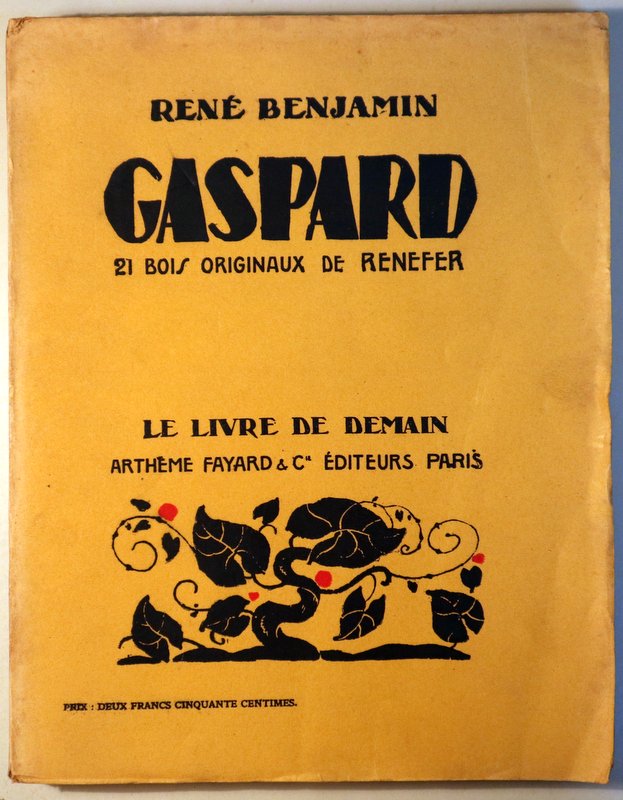 RENÉ BENJAMIN
GASPARD
21 BOIS ORIGINAUX DE RENEFER
LE LIVRE DE DEMAIN
ARTHÈME FAYARD & Cie ÉDITEURS PARIS
PRIX : DEUX FRANCS CINQUANTE CENTIMES.